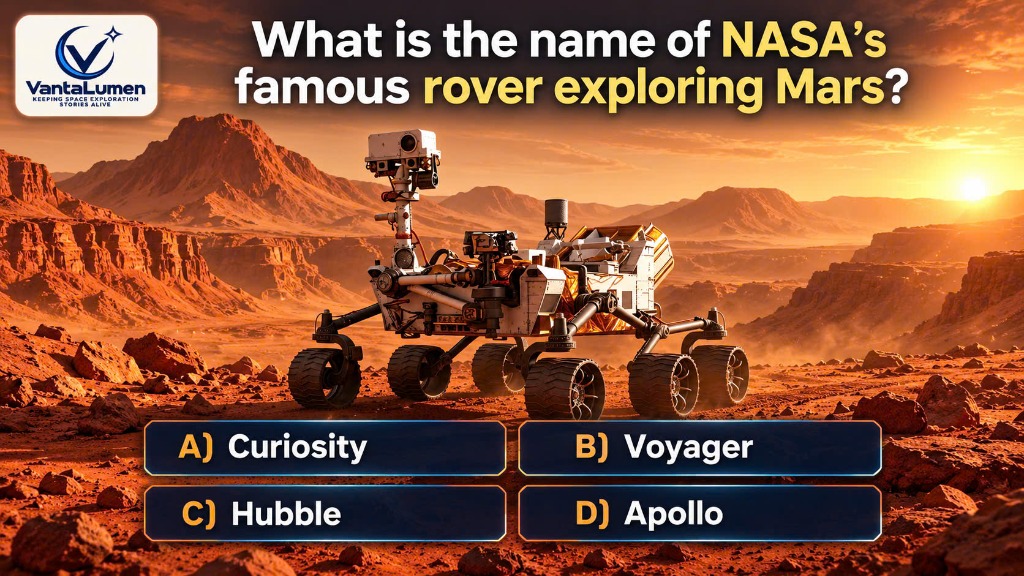 VantaLumen
KEEPING SPACE EXPLORATION
STORIES ALIVE
What is the name of NASA's
famous rover exploring Mars?
A) Curiosity
B) Voyager
C) Hubble
D) Apollo